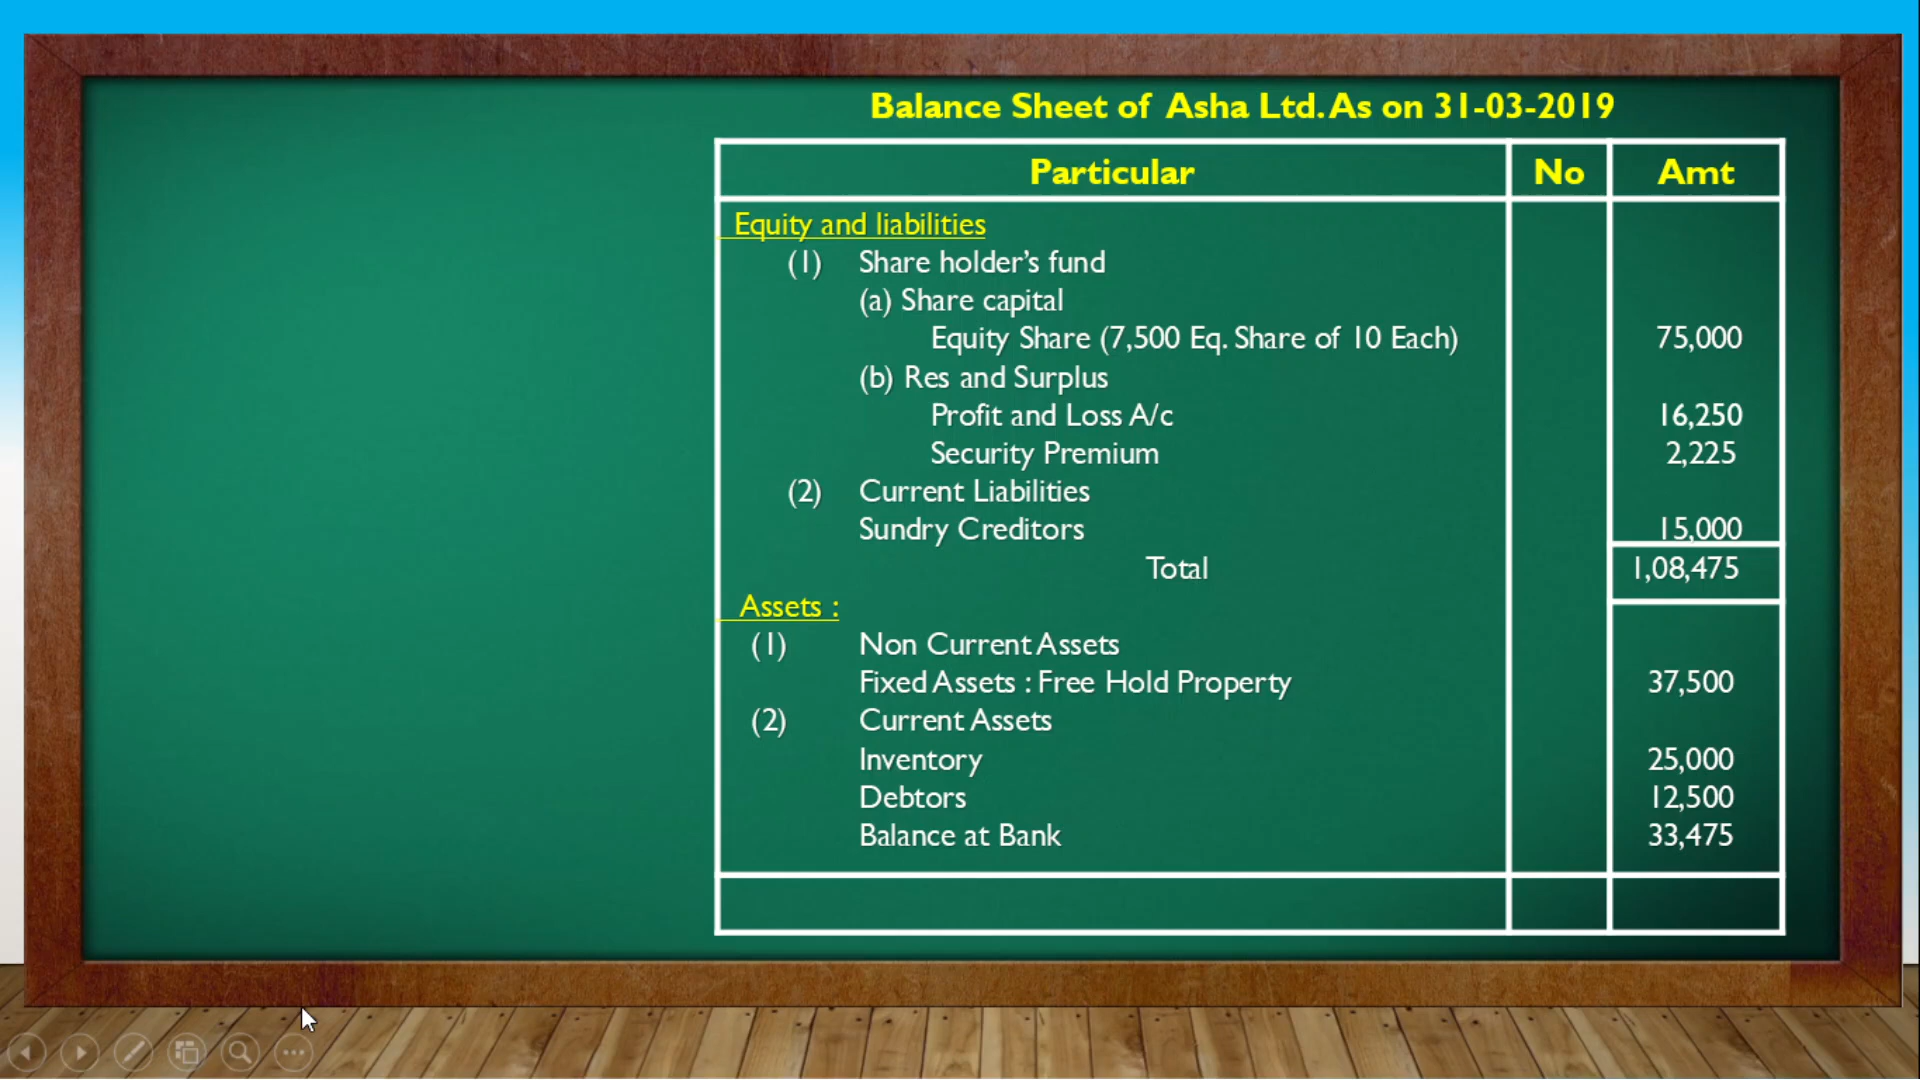 Balance Sheet of Asha Ltd. As on 31-03-2019
Particular No Amt
Equity and liabilities
(1) Share holder’s fund
(a) Share capital
Equity Share (7,500 Eq. Share of 10 Each) 75,000
(b) Res and Surplus
Profit and Loss A/c 16,250
Security Premium 2,225
(2) Current Liabilities
Sundry Creditors 15,000
Total 1,08,475
Assets :
(1) Non Current Assets
Fixed Assets : Free Hold Property 37,500
(2) Current Assets
Inventory 25,000
Debtors 12,500
Balance at Bank 33,475